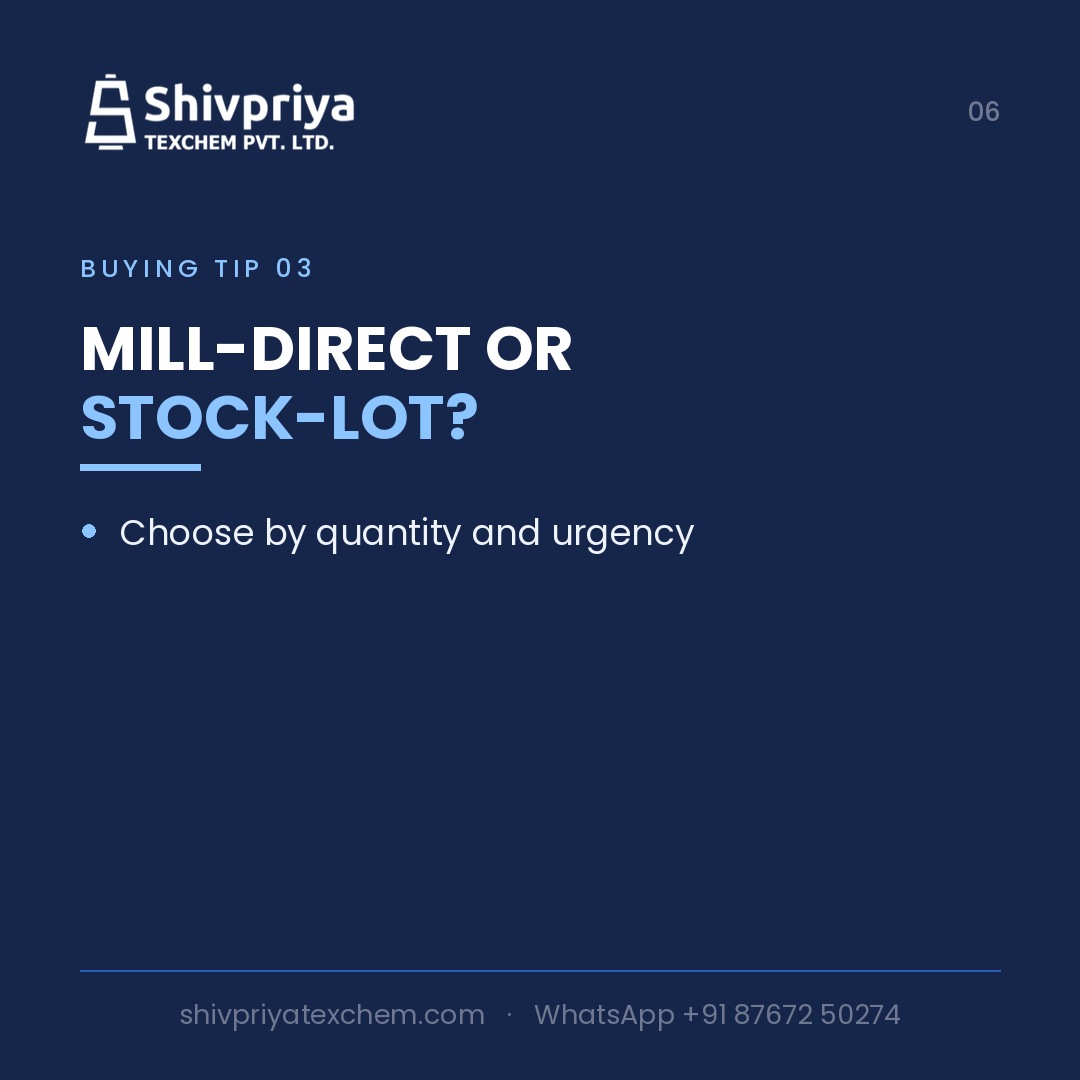 Shivpriya
TEXCHEM PVT. LTD.
06
BUYING TIP 03
MILL-DIRECT OR
STOCK-LOT?
• Choose by quantity and urgency
shivpriyatexchem.com · WhatsApp +91 87672 50274